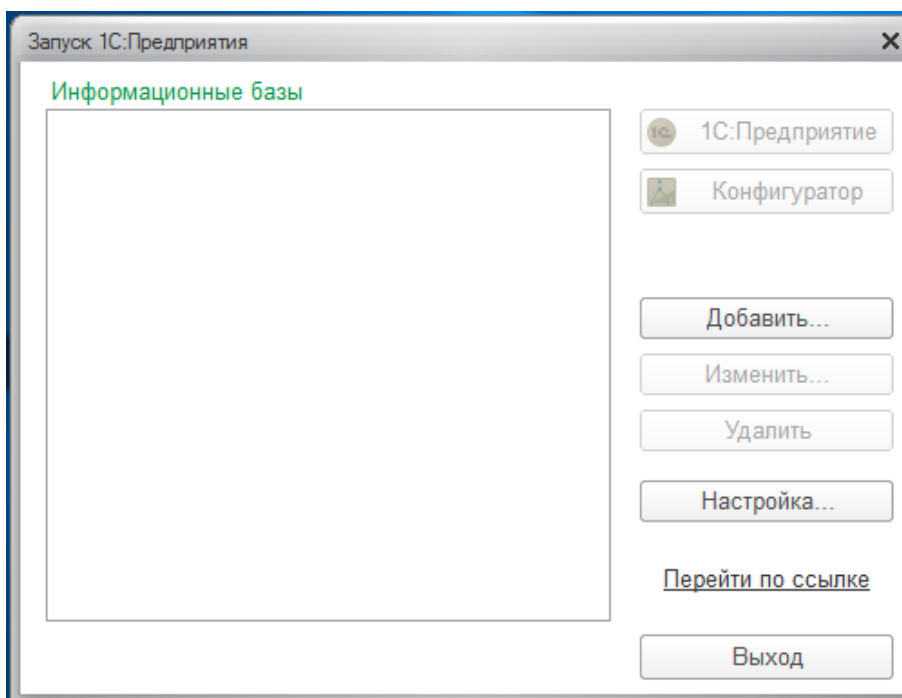 Запуск 1С:Предприятия
Информационные базы
1С:Предприятие
Конфигуратор
Добавить...
Изменить...
Удалить
Настройка...
Перейти по ссылке
Выход